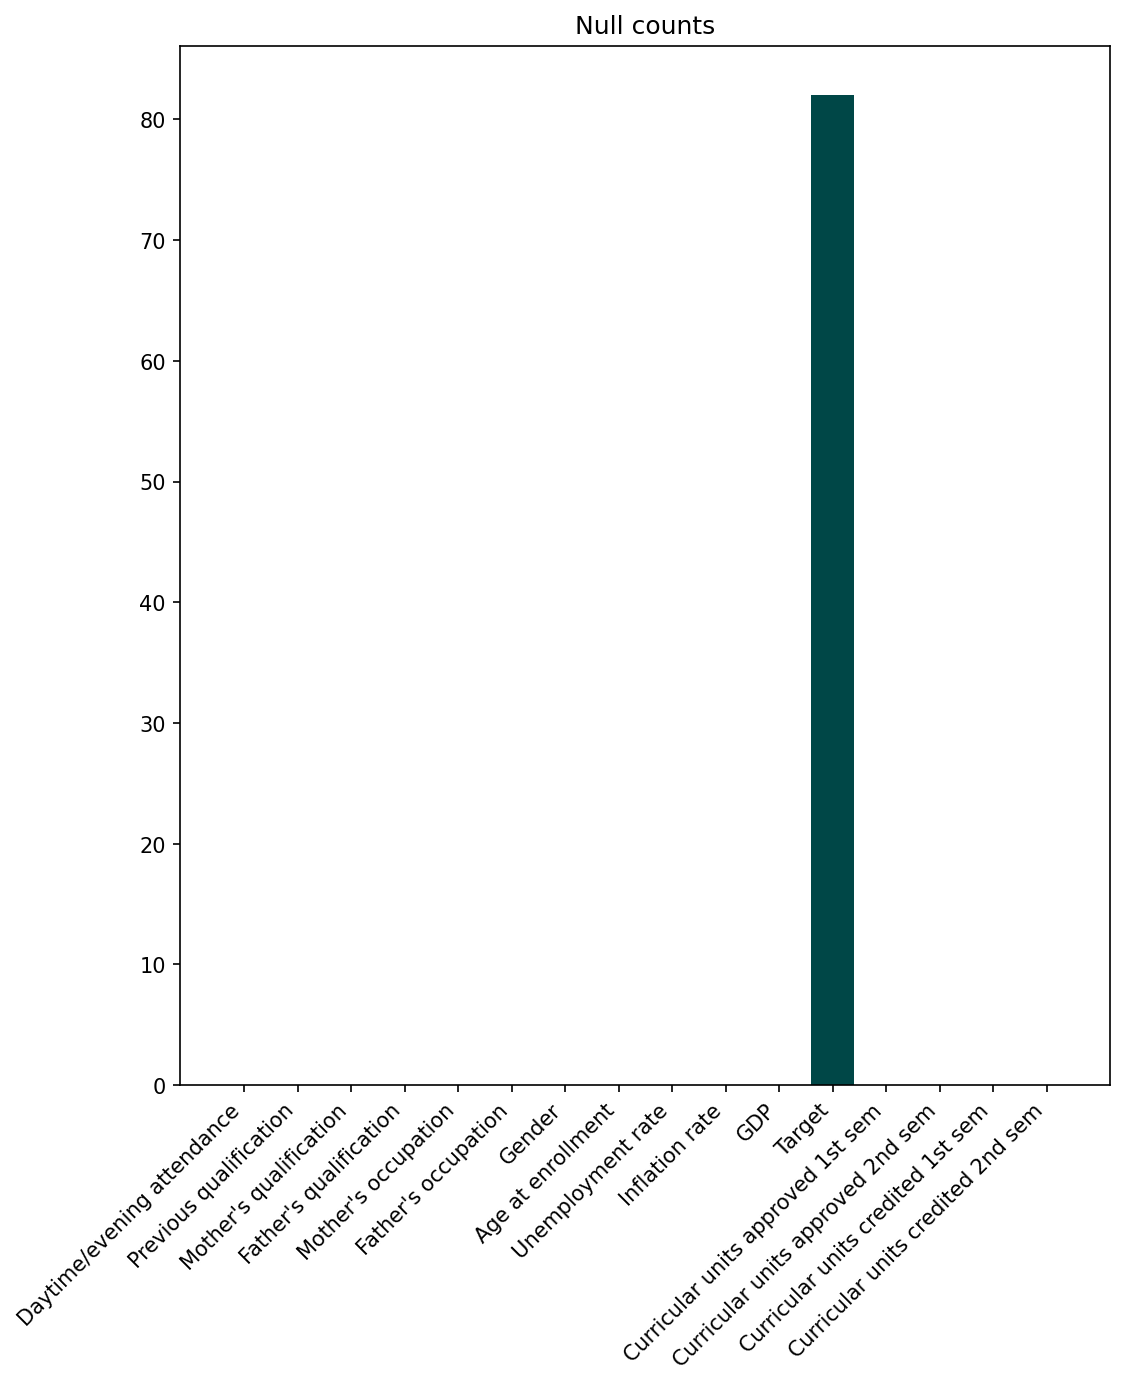 Null counts
80
70
60
50
40
30
20
10
0
Daytime/evening attendance
Previous qualification
Mother's qualification
Father's qualification
Mother's occupation
Father's occupation
Gender
Age at enrollment
Unemployment rate
Inflation rate
GDP
Target
Curricular units approved 1st sem
Curricular units approved 2nd sem
Curricular units credited 1st sem
Curricular units credited 2nd sem